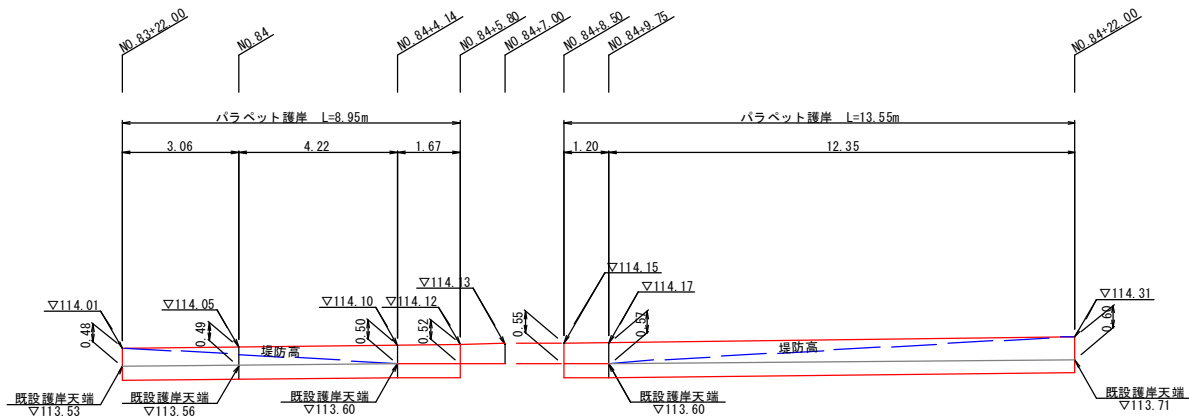 NO.83+22.00
NO.84
NO.84+4.14
NO.84+5.80
NO.84+7.00
NO.84+8.50
NO.84+9.75
NO.84+22.00
パラペット護岸 L=8.95m
パラペット護岸 L=13.55m
3.06
4.22
1.67
1.20
12.35
▽114.01
▽114.05
▽114.10
▽114.12
▽114.13
▽114.15
▽114.17
▽114.31
0.48
0.49
0.50
0.52
0.55
0.57
0.60
堤防高
堤防高
既設護岸天端
▽113.53
既設護岸天端
▽113.56
既設護岸天端
▽113.60
既設護岸天端
▽113.60
既設護岸天端
▽113.71